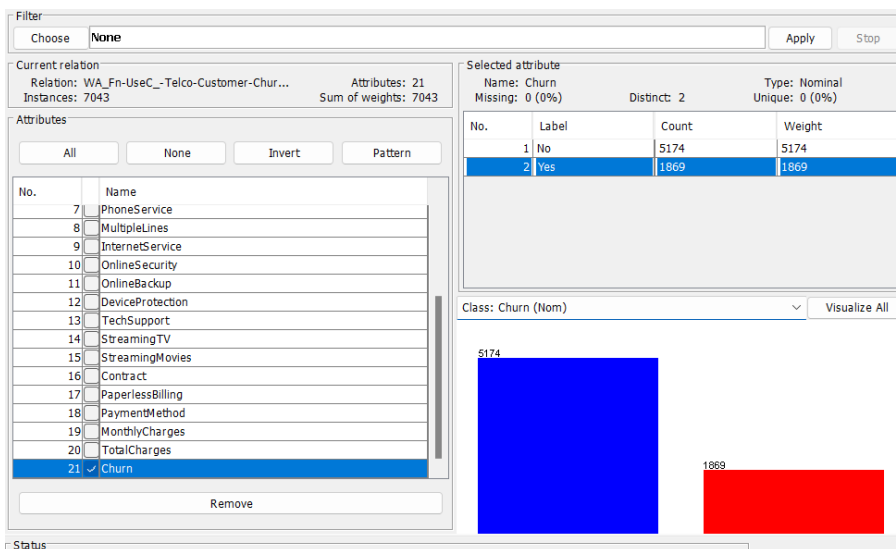 Filter
Choose None Apply Stop
Current relation
Relation: WA_Fn-UseC_-Telco-Customer-Chur... Attributes: 21
Instances: 7043 Sum of weights: 7043
Attributes
All None Invert Pattern
No. Name
7 PhoneService
8 MultipleLines
9 InternetService
10 OnlineSecurity
11 OnlineBackup
12 DeviceProtection
13 TechSupport
14 StreamingTV
15 StreamingMovies
16 Contract
17 PaperlessBilling
18 PaymentMethod
19 MonthlyCharges
20 TotalCharges
21 Churn
Remove
Status
Selected attribute
Name: Churn Type: Nominal
Missing: 0 (0%) Distinct: 2 Unique: 0 (0%)
No. Label Count Weight
1 No 5174 5174
2 Yes 1869 1869
Class: Churn (Nom) Visualize All
5174
1869